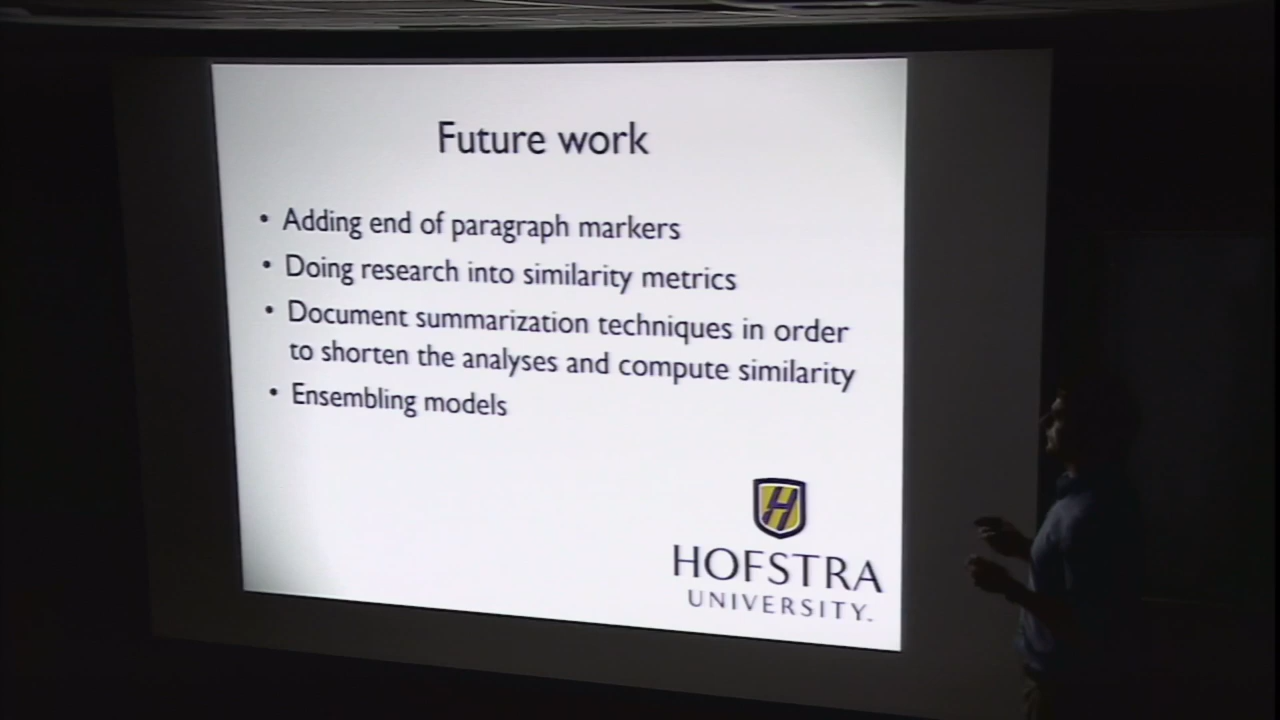 Future work
• Adding end of paragraph markers
• Doing research into similarity metrics
• Document summarization techniques in order
to shorten the analyses and compute similarity
• Ensembling models
H
HOFSTRA
UNIVERSITY.